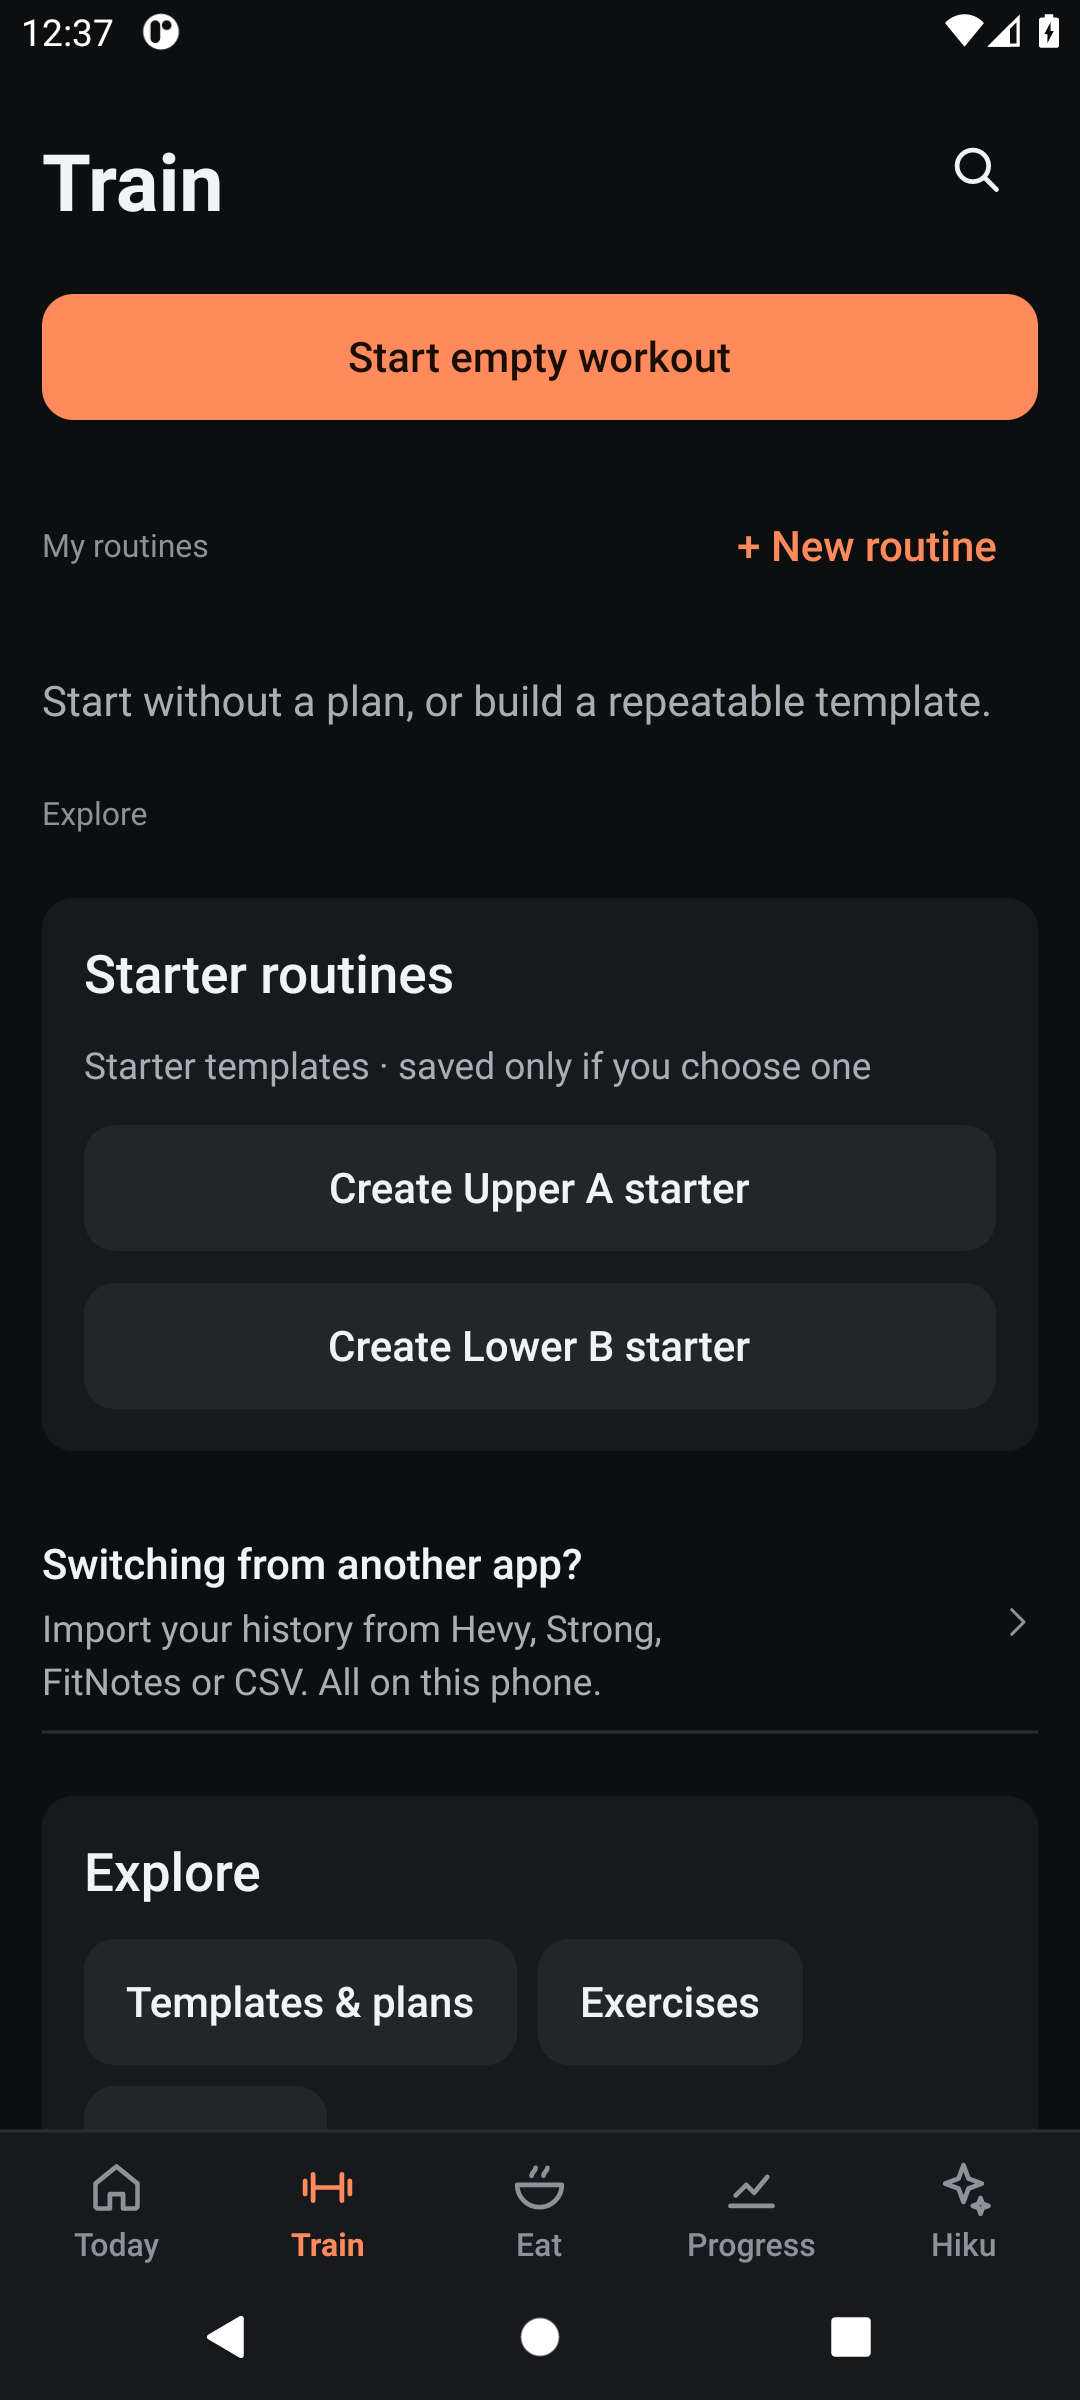 12:37
Train
Start empty workout
My routines
+ New routine
Start without a plan, or build a repeatable template.
Explore
Starter routines
Starter templates · saved only if you choose one
Create Upper A starter
Create Lower B starter
Switching from another app?
Import your history from Hevy, Strong,
FitNotes or CSV. All on this phone.
Explore
Templates & plans
Exercises
Today
Train
Eat
Progress
Hiku